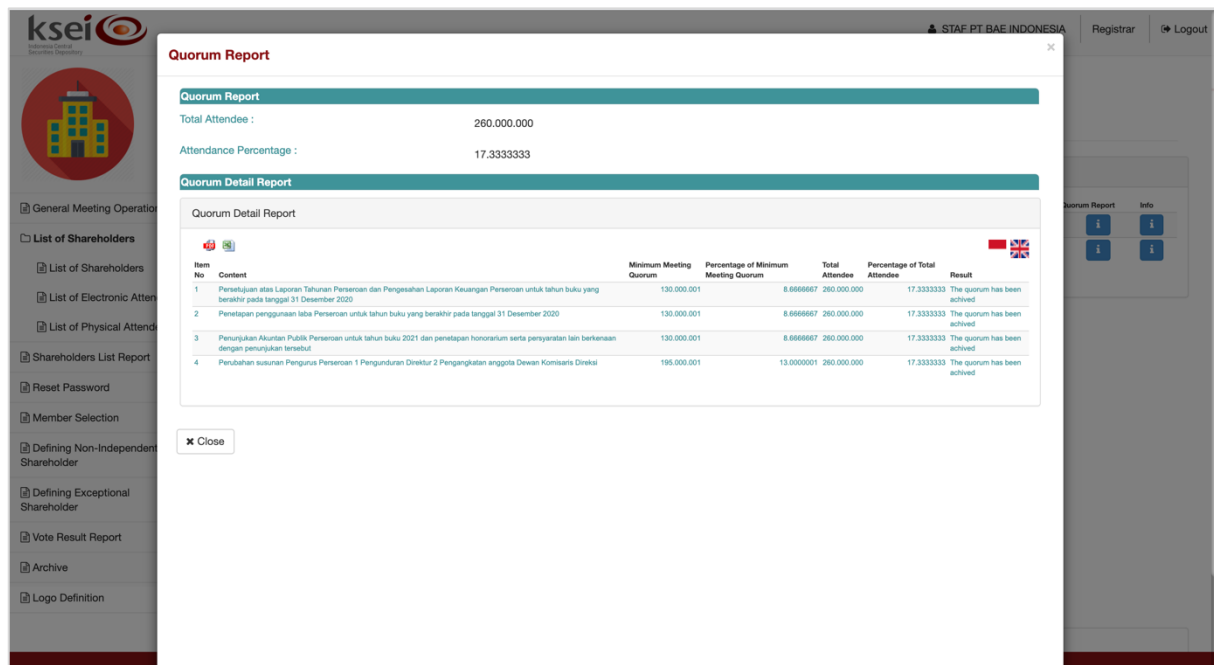 ksei
Indonesia Central
Securities Depository
STAF PT BAE INDONESIA
Registrar
Logout
Quorum Report
×
Quorum Report
Total Attendee :
260.000.000
Attendance Percentage :
17.3333333
Quorum Detail Report
Quorum Detail Report
Item No Content Minimum Meeting Quorum Percentage of Minimum Meeting Quorum Total Attendee Percentage of Total Attendee Result
1 Persetujuan atas Laporan Tahunan Perseroan dan Pengesahan Laporan Keuangan Perseroan untuk tahun buku yang 130.000.001 8.6666667 260.000.000 17.3333333 The quorum has been
berakhir pada tanggal 31 Desember 2020 achived
2 Penetapan penggunaan laba Perseroan untuk tahun buku yang berakhir pada tanggal 31 Desember 2020 130.000.001 8.6666667 260.000.000 17.3333333 The quorum has been
achived
3 Penunjukan Akuntan Publik Perseroan untuk tahun buku 2021 dan penetapan honorarium serta persyaratan lain berkenaan 130.000.001 8.6666667 260.000.000 17.3333333 The quorum has been
dengan penunjukan tersebut achived
4 Perubahan susunan Pengurus Perseroan 1 Pengunduran Direktur 2 Pengangkatan anggota Dewan Komisaris Direksi 195.000.001 13.0000001 260.000.000 17.3333333 The quorum has been
achived
Close
General Meeting Operation
List of Shareholders
List of Shareholders
List of Electronic Atten
List of Physical Attend
Shareholders List Report
Reset Password
Member Selection
Defining Non-Independent
Shareholder
Defining Exceptional
Shareholder
Vote Result Report
Archive
Logo Definition
Quorum Report
Info
i
i
i
i